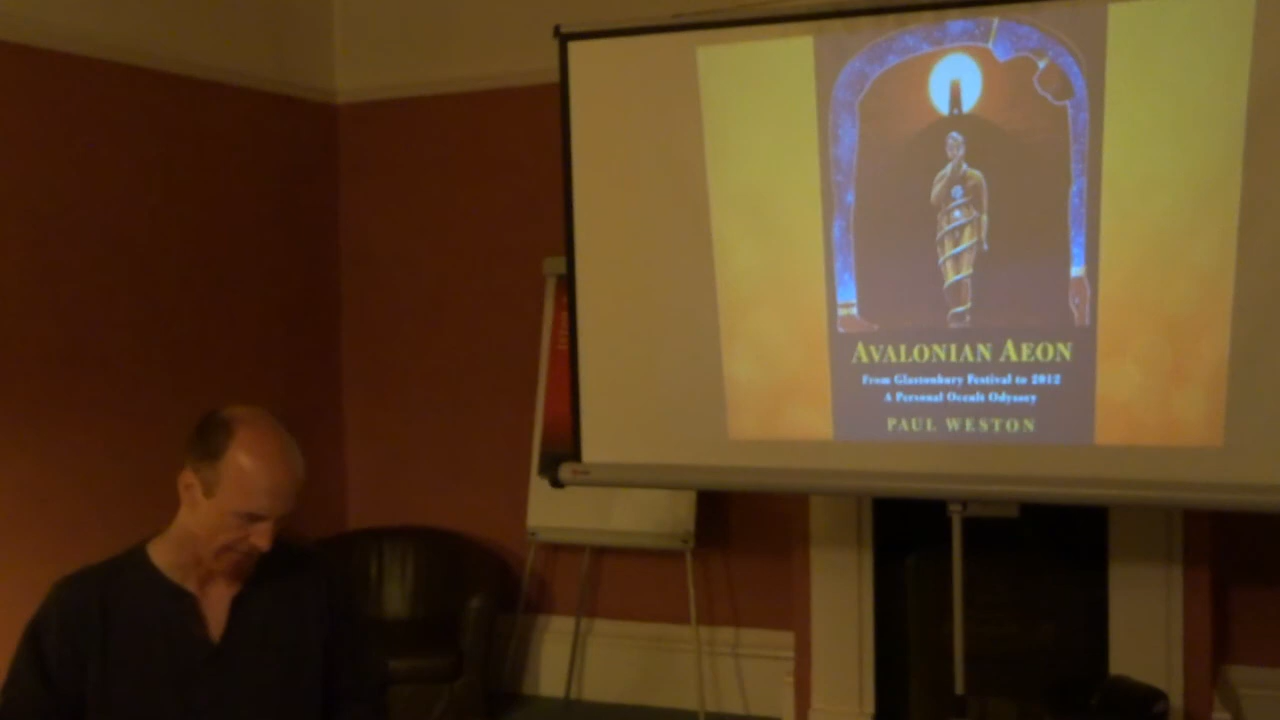 AVALONIAN AEON
From Glastonbury Festival to 2012
A Personal Occult Odyssey
PAUL WESTON